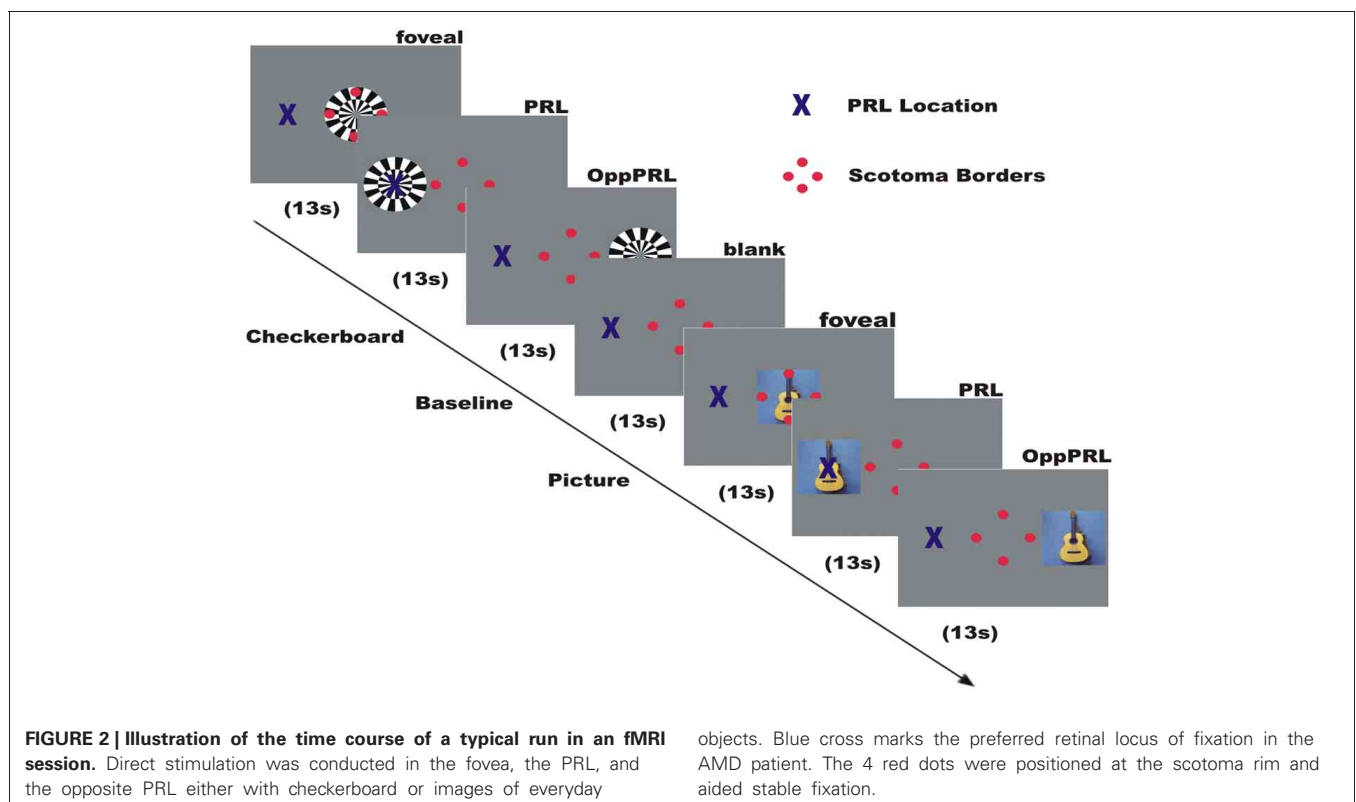 foveal
X
PRL
X
OppPRL
(13s)
X
blank
(13s)
X
foveal
(13s)
X
PRL
(13s)
X
OppPRL
(13s)
X
(13s)
(13s)
Checkerboard
Baseline
Picture
X PRL Location
Scotoma Borders
FIGURE 2 | Illustration of the time course of a typical run in an fMRI
session. Direct stimulation was conducted in the fovea, the PRL, and
the opposite PRL either with checkerboard or images of everyday
objects. Blue cross marks the preferred retinal locus of fixation in the
AMD patient. The 4 red dots were positioned at the scotoma rim and
aided stable fixation.